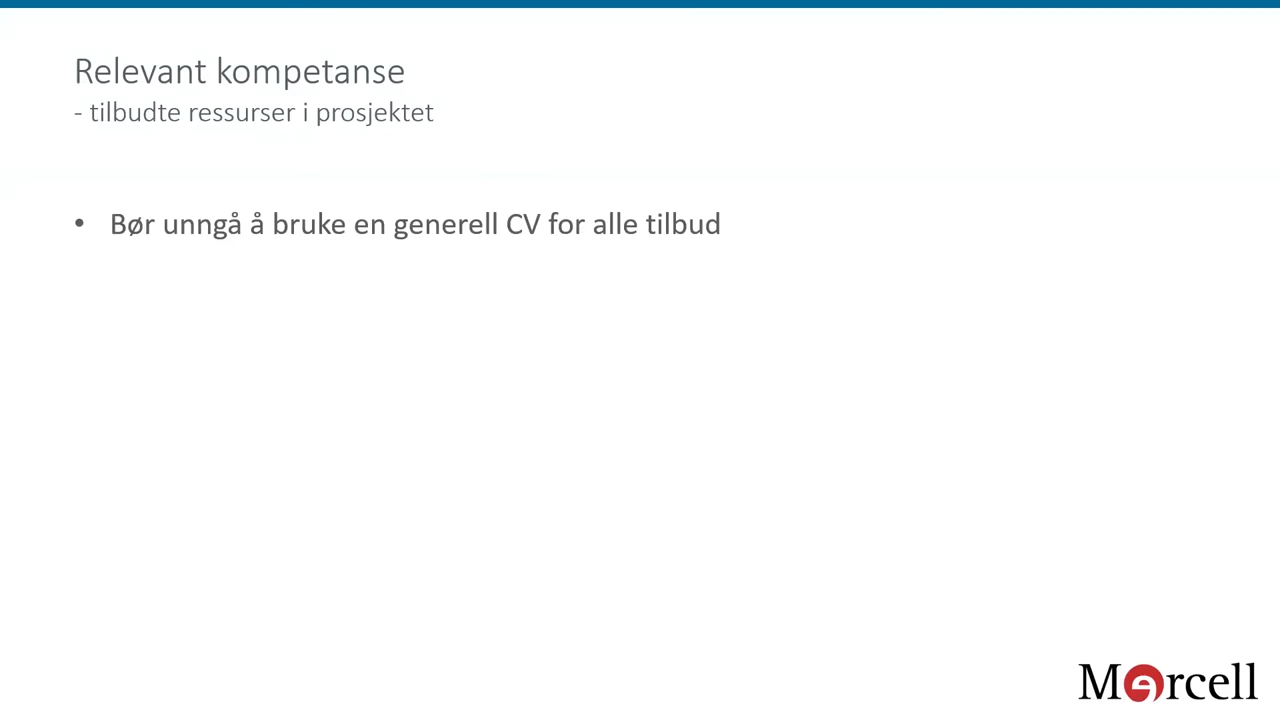 Relevant kompetanse
- tilbudte ressurser i prosjektet
• Bør unngå å bruke en generell CV for alle tilbud
Mercell